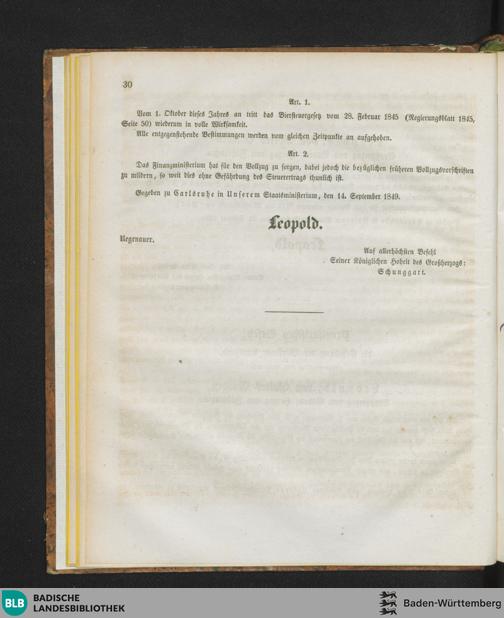 30
Art. 1.
Vom 1. Oktober dieses Jahres an tritt das Biersteuergesetz vom 28. Februar 1845 (Regierungsblatt 1845,
Seite 50) wiederum in volle Wirksamkeit.
Alle entgegenstehende Bestimmungen werden vom gleichen Zeitpunkte an aufgehoben.
Art. 2.
Das Finanzministerium hat für den Vollzug zu sorgen, dabei jedoch die bezüglichen früheren Vollzugsvorschriften
zu mildern, so weit dies ohne Gefährdung des Steuerertrags thunlich ist.
Gegeben zu Carlsruhe in Unserem Staatsministerium, den 14. September 1849.
Leopold.
Regenauer.
Auf allerhöchsten Befehl
Seiner Königlichen Hoheit des Großherzogs:
Schunggart.
BLB
BADISCHE
LANDESBIBLIOTHEK
Baden-Württemberg